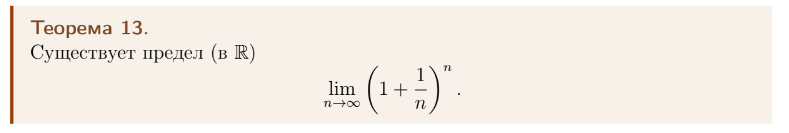 Теорема 13.
Существует предел (в ℝ)
lim_{n→∞} (1 + 1/n)^n.